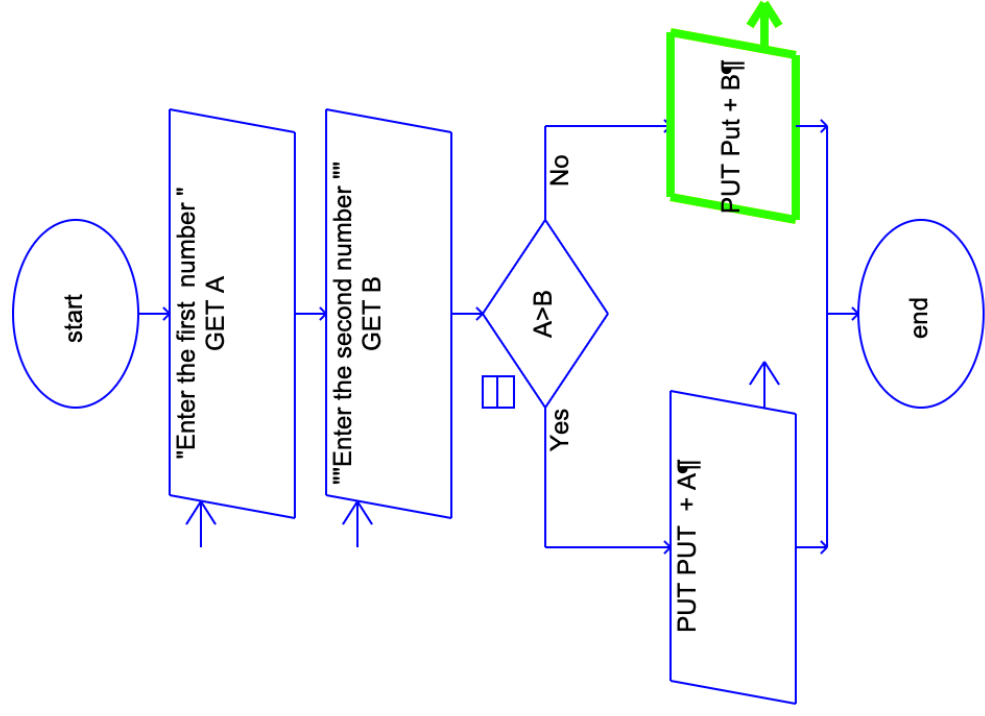 start
"Enter the first  number "
GET A
""Enter the second number ""
GET B
A>B
Yes
No
PUT PUT  + A¶
PUT Put + B¶
end